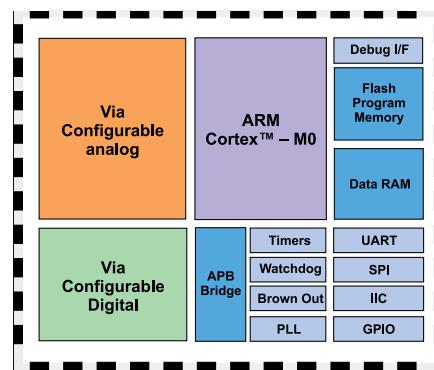 Via
Configurable
analog
ARM
Cortex™ – M0
Debug I/F
Flash
Program
Memory
Data RAM
Via
Configurable
Digital
APB
Bridge
Timers
Watchdog
Brown Out
PLL
UART
SPI
IIC
GPIO